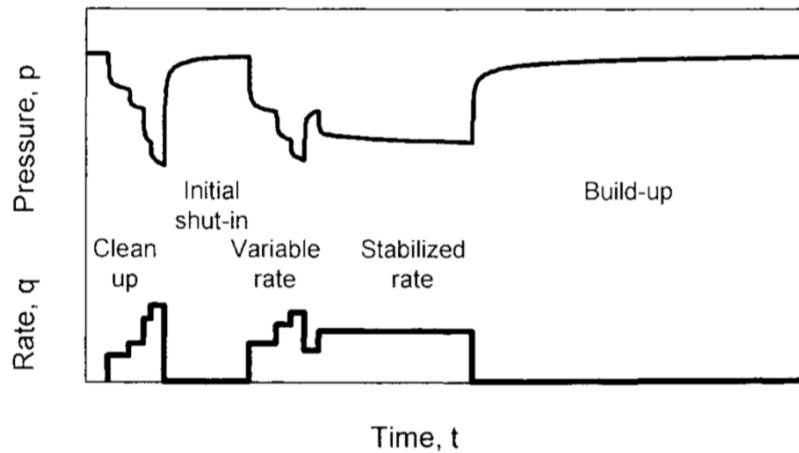 Pressure, p
Rate, q
Initial
shut-in
Build-up
Clean
up
Variable
rate
Stabilized
rate
Time, t